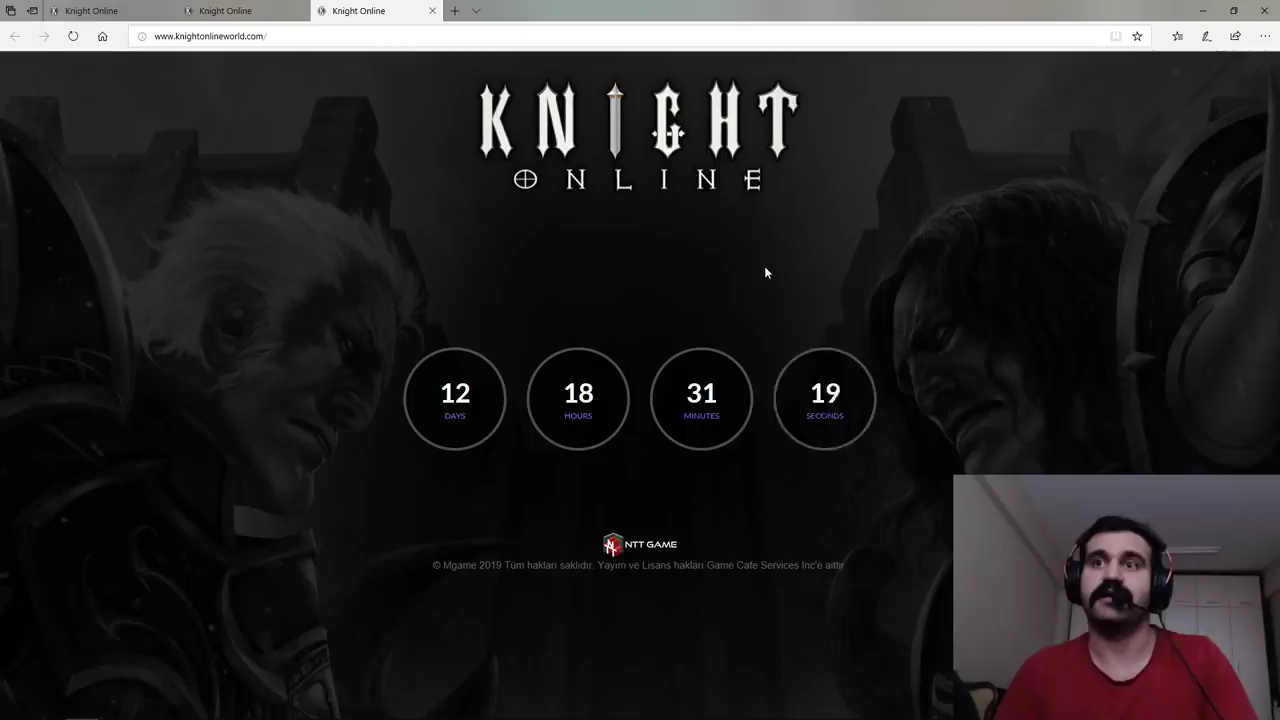 Knight Online
Knight Online
Knight Online
www.knightonlineworld.com/
KNIGHT
ONLINE
12
DAYS
18
HOURS
31
MINUTES
19
SECONDS
NTT GAME
© Mgame 2019 Tüm hakları saklıdır. Yayım ve Lisans hakları Game Cafe Services Inc'e aittir